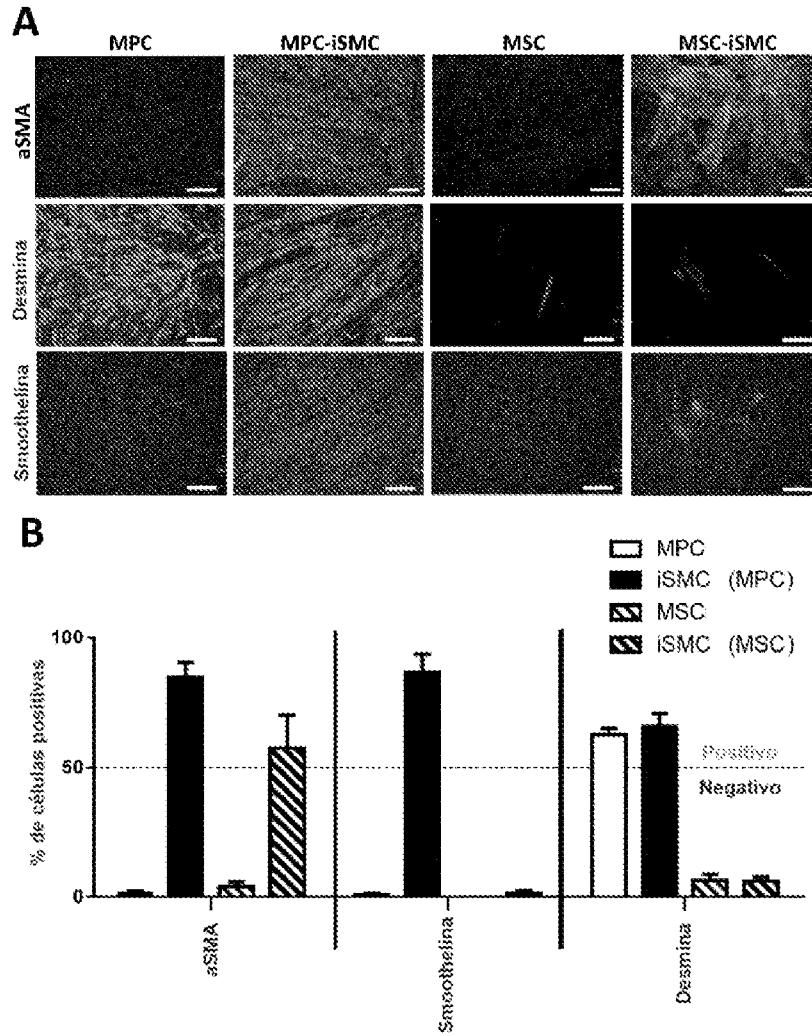 A
MPC MPC-iSMC MSC MSC-iSMC
aSMA
Desmina
Smoothelina
B
MPC
iSMC (MPC)
MSC
iSMC (MSC)
% de células positivas
100
50
0
Positivo
Negativo
aSMA
Smoothelina
Desmina